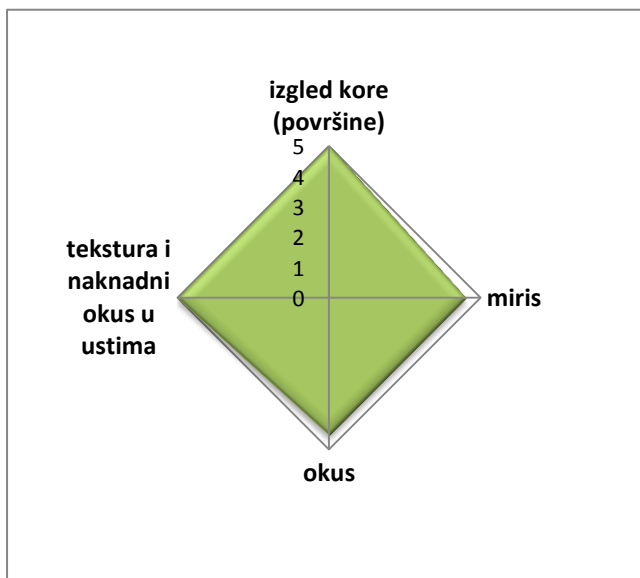 izgled kore
(površine)
5
4
3
2
1
0
tekstura i
naknadni
okus u
ustima
miris
okus